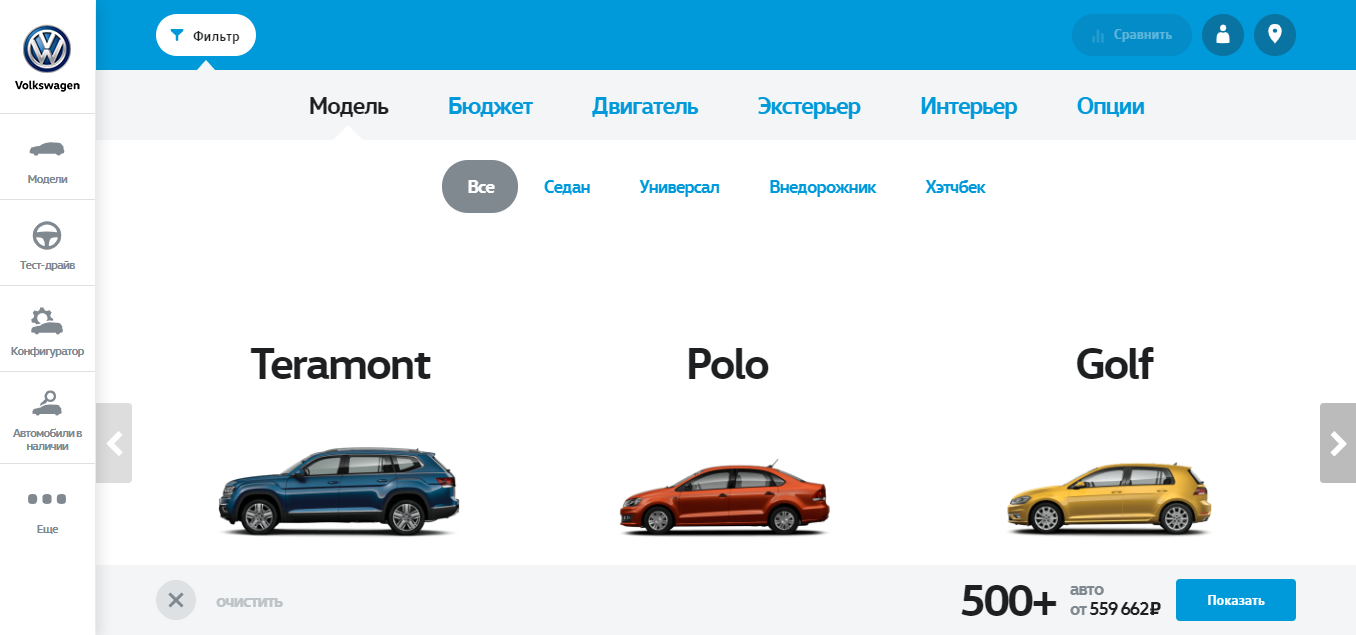 Volkswagen
Модели
Тест-драйв
Конфигуратор
Автомобили в
наличии
Еще
Фильтр
Сравнить
Модель
Бюджет
Двигатель
Экстерьер
Интерьер
Опции
Все
Седан
Универсал
Внедорожник
Хэтчбек
Teramont
Polo
Golf
очистить
500+
авто
от 559 662₽
Показать